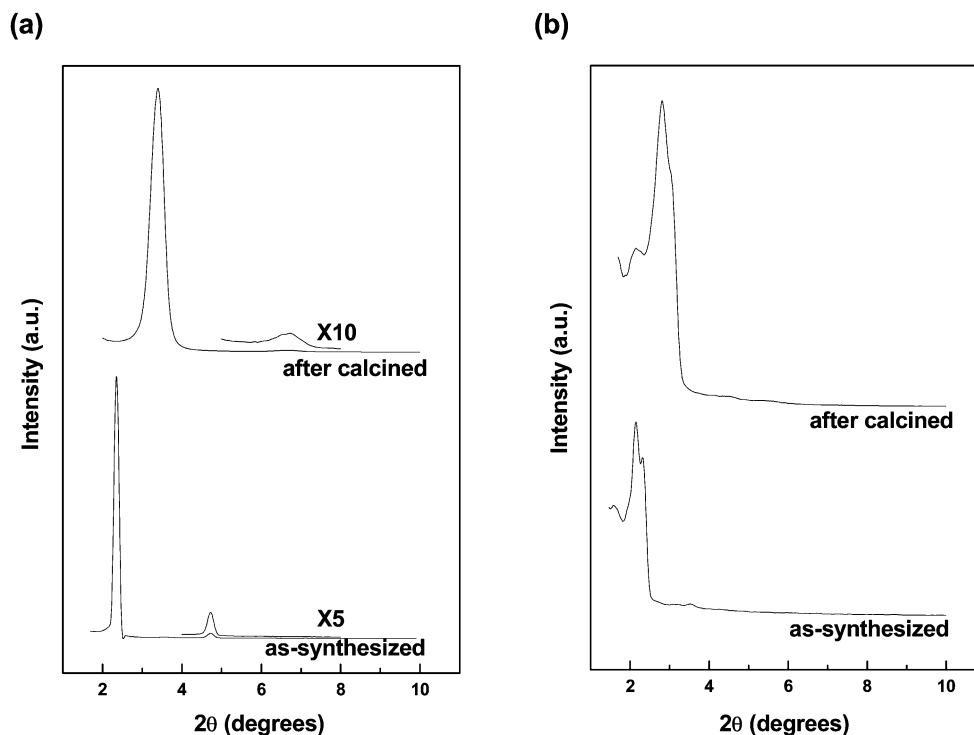 (a)
Intensity (a.u.)
X10
after calcined
X5
as-synthesized
2 4 6 8 10
2θ (degrees)
(b)
Intensity (a.u.)
after calcined
as-synthesized
2 4 6 8 10
2θ (degrees)